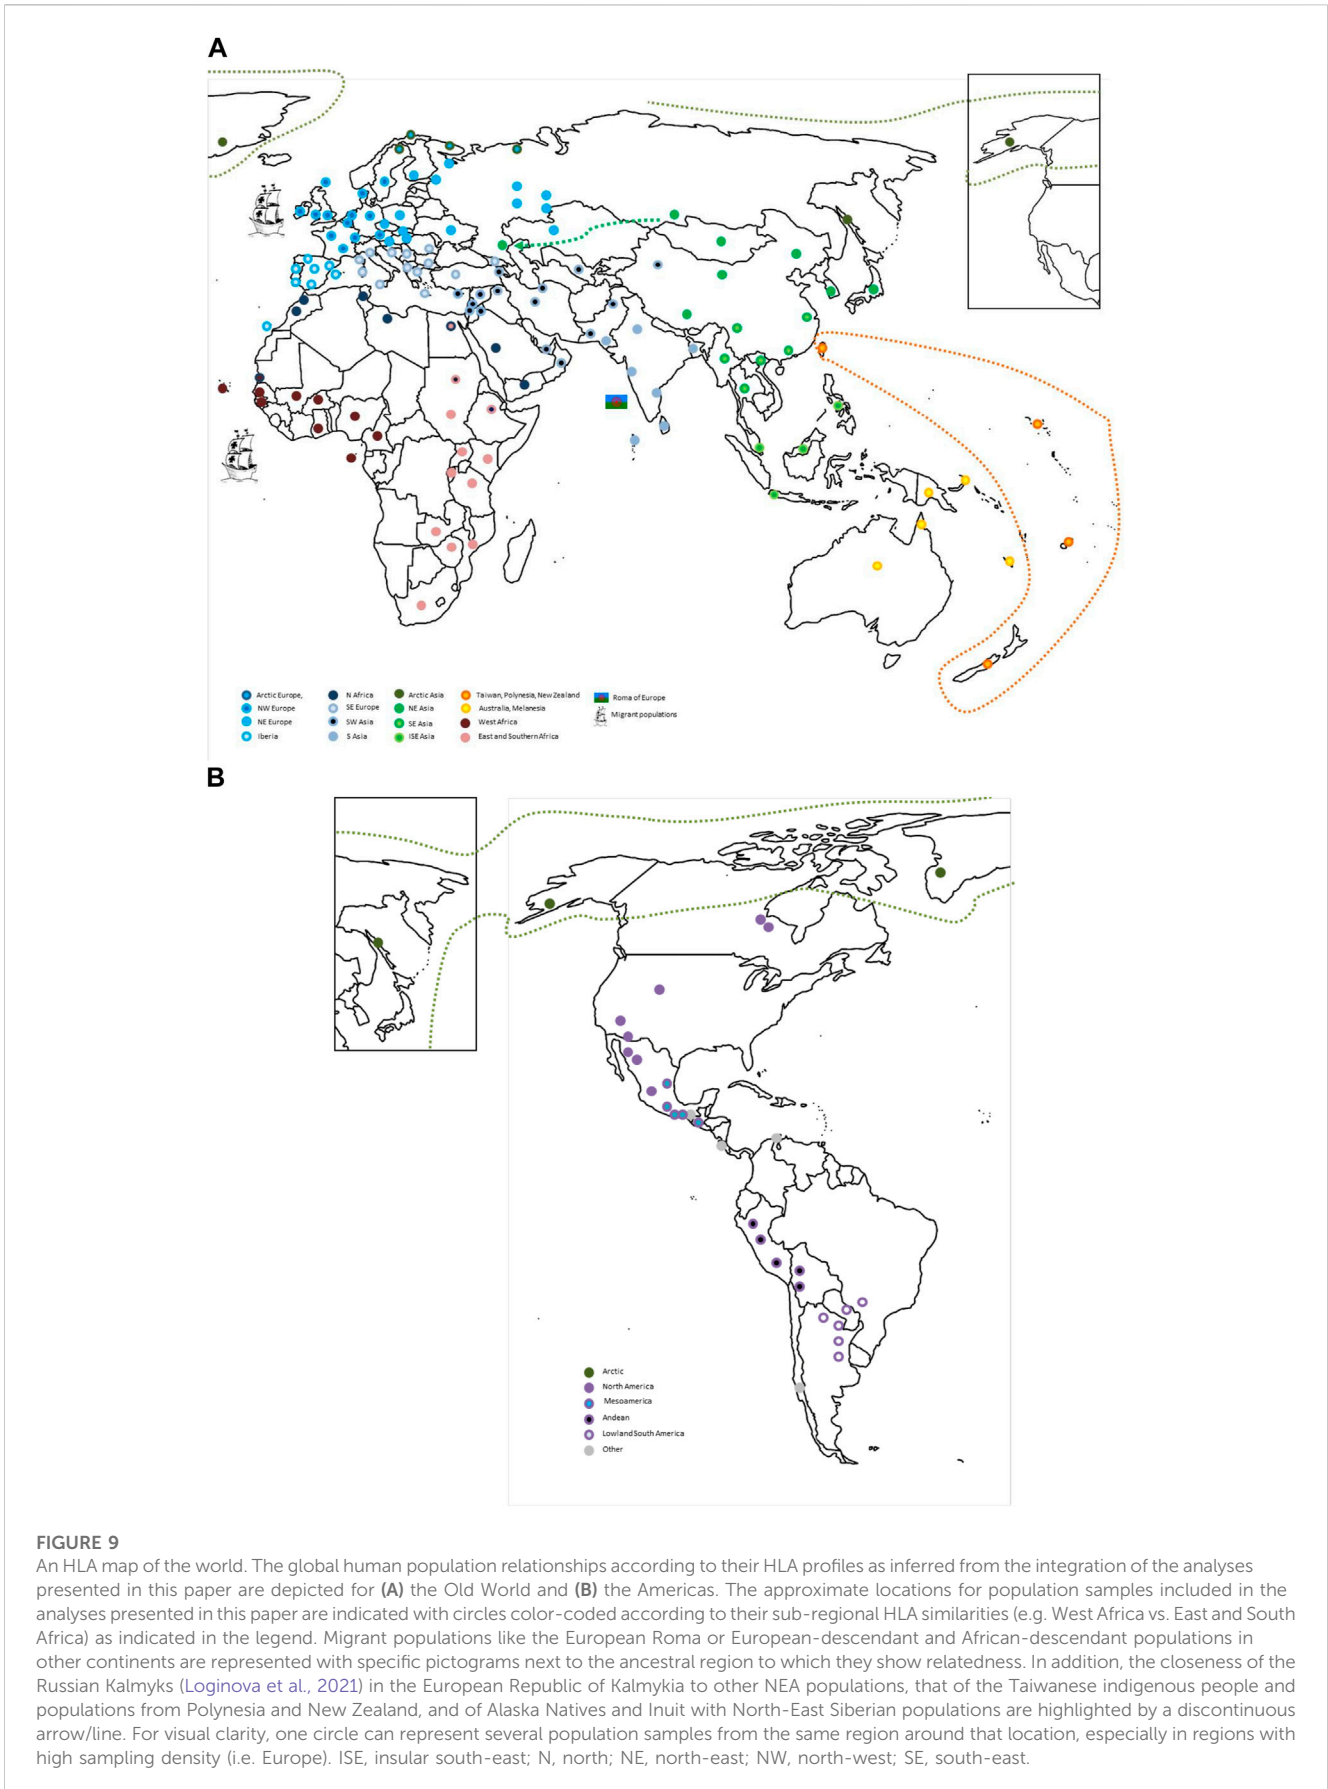 A
Arctic Europe,
NW Europe
NE Europe
Iberia
N Africa
SE Europe
SW Asia
S Asia
Arctic Asia
NE Asia
SE Asia
ISE Asia
Taiwan, Polynesia, New Zealand
Australia, Melanesia
West Africa
East and Southern Africa
Roma of Europe
Migrant populations
B
Arctic
North America
Mesoamerica
Andean
Lowland South America
Other
FIGURE 9
An HLA map of the world. The global human population relationships according to their HLA profiles as inferred from the integration of the analyses
presented in this paper are depicted for (A) the Old World and (B) the Americas. The approximate locations for population samples included in the
analyses presented in this paper are indicated with circles color-coded according to their sub-regional HLA similarities (e.g. West Africa vs. East and South
Africa) as indicated in the legend. Migrant populations like the European Roma or European-descendant and African-descendant populations in
other continents are represented with specific pictograms next to the ancestral region to which they show relatedness. In addition, the closeness of the
Russian Kalmyks (Loginova et al., 2021) in the European Republic of Kalmykia to other NEA populations, that of the Taiwanese indigenous people and
populations from Polynesia and New Zealand, and of Alaska Natives and Inuit with North-East Siberian populations are highlighted by a discontinuous
arrow/line. For visual clarity, one circle can represent several population samples from the same region around that location, especially in regions with
high sampling density (i.e. Europe). ISE, insular south-east; N, north; NE, north-east; NW, north-west; SE, south-east.